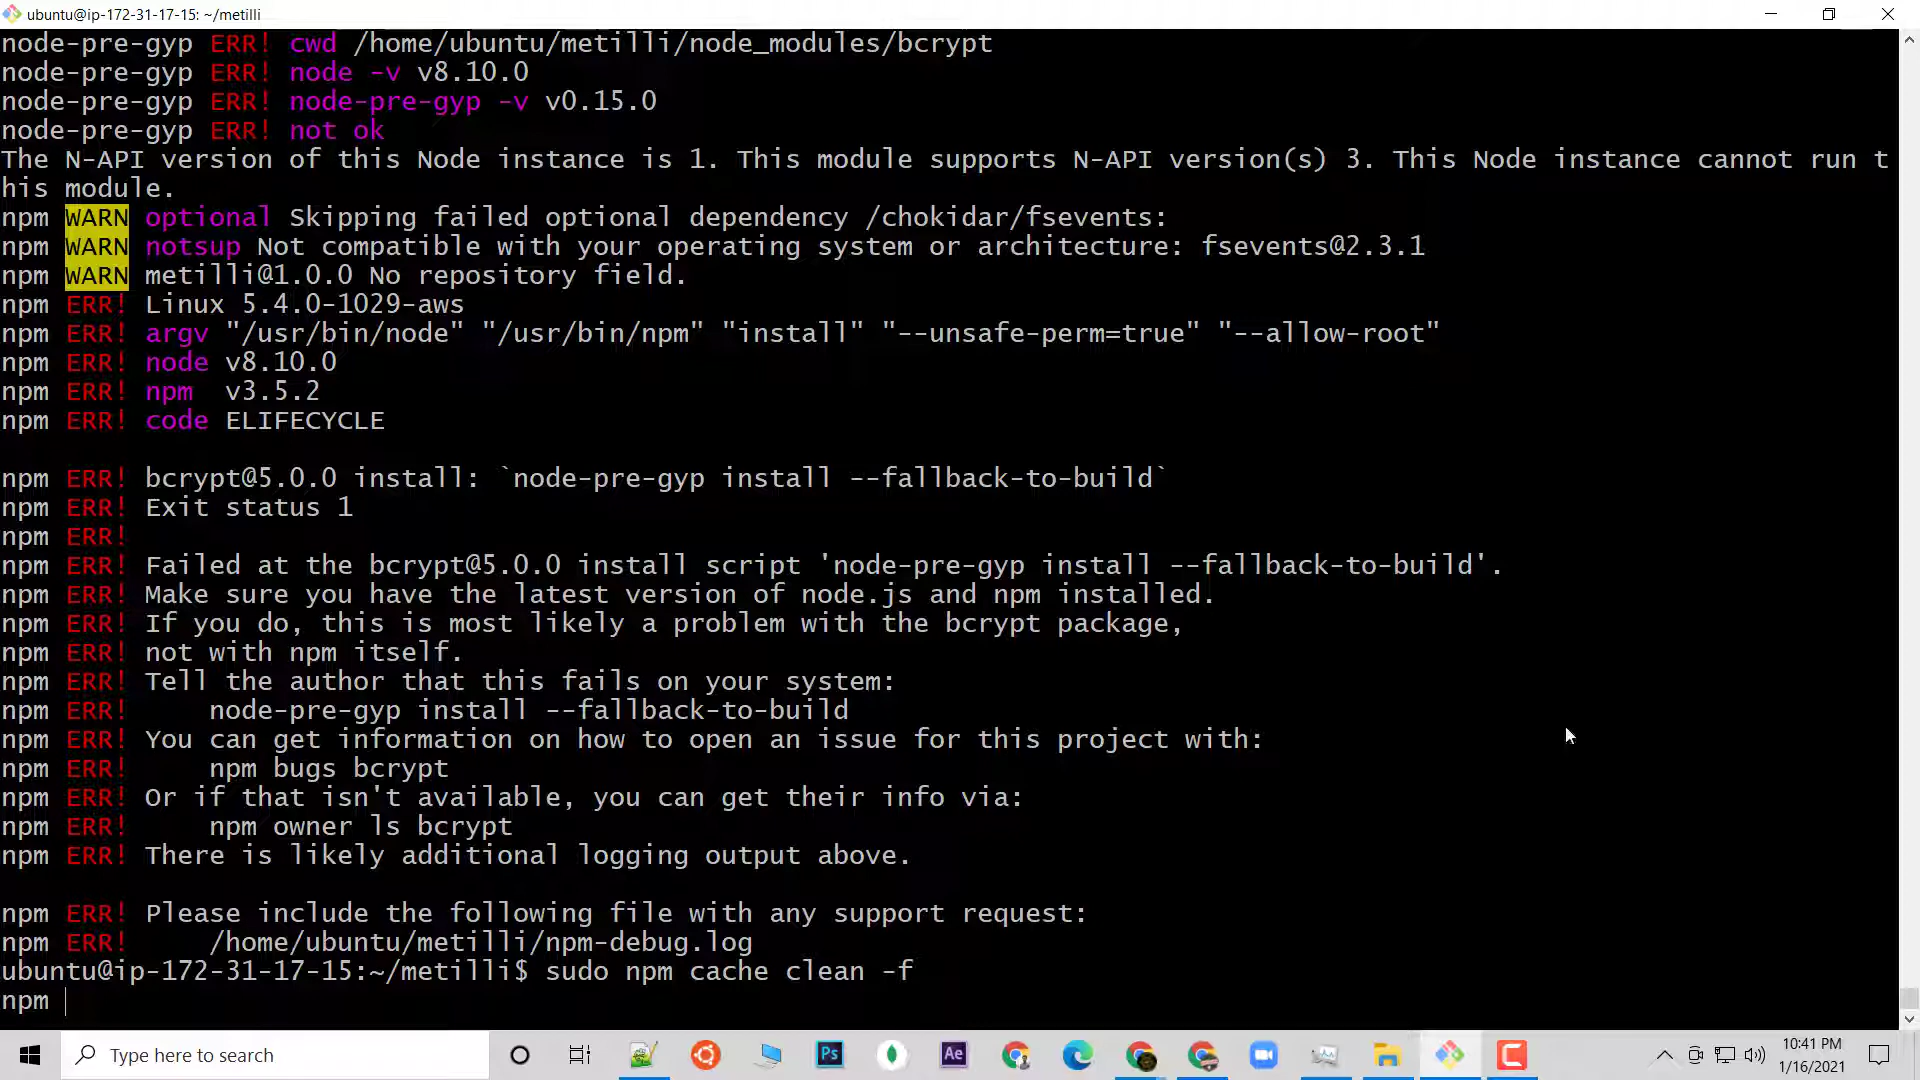 ubuntu@ip-172-31-17-15: ~/metilli
node-pre-gyp ERR! cwd /home/ubuntu/metilli/node_modules/bcrypt
node-pre-gyp ERR! node -v v8.10.0
node-pre-gyp ERR! node-pre-gyp -v v0.15.0
node-pre-gyp ERR! not ok
The N-API version of this Node instance is 1. This module supports N-API version(s) 3. This Node instance cannot run t
his module.
npm WARN optional Skipping failed optional dependency /chokidar/fsevents:
npm WARN notsup Not compatible with your operating system or architecture: fsevents@2.3.1
npm WARN metilli@1.0.0 No repository field.
npm ERR! Linux 5.4.0-1029-aws
npm ERR! argv "/usr/bin/node" "/usr/bin/npm" "install" "--unsafe-perm=true" "--allow-root"
npm ERR! node v8.10.0
npm ERR! npm  v3.5.2
npm ERR! code ELIFECYCLE
npm ERR! bcrypt@5.0.0 install: `node-pre-gyp install --fallback-to-build`
npm ERR! Exit status 1
npm ERR!
npm ERR! Failed at the bcrypt@5.0.0 install script 'node-pre-gyp install --fallback-to-build'.
npm ERR! Make sure you have the latest version of node.js and npm installed.
npm ERR! If you do, this is most likely a problem with the bcrypt package,
npm ERR! not with npm itself.
npm ERR! Tell the author that this fails on your system:
npm ERR!     node-pre-gyp install --fallback-to-build
npm ERR! You can get information on how to open an issue for this project with:
npm ERR!     npm bugs bcrypt
npm ERR! Or if that isn't available, you can get their info via:
npm ERR!     npm owner ls bcrypt
npm ERR! There is likely additional logging output above.
npm ERR! Please include the following file with any support request:
npm ERR!     /home/ubuntu/metilli/npm-debug.log
ubuntu@ip-172-31-17-15:~/metilli$ sudo npm cache clean -f
npm
Type here to search
Ps
Ae
10:41 PM
1/16/2021